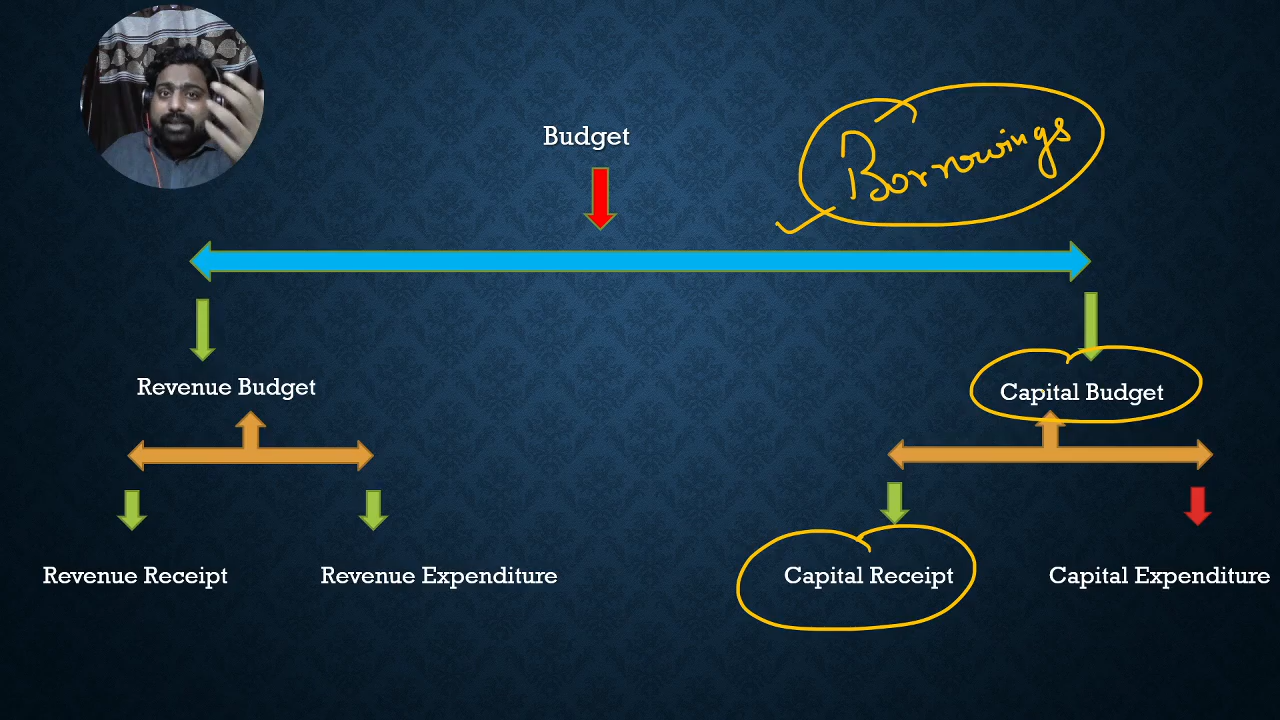 Budget
Borrowings
Revenue Budget
Capital Budget
Revenue Receipt
Revenue Expenditure
Capital Receipt
Capital Expenditure